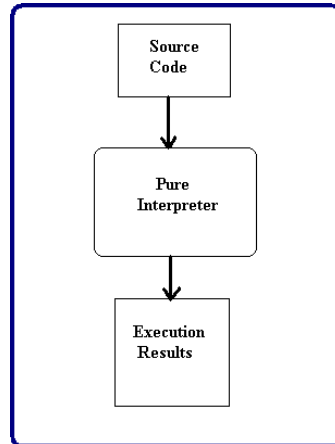 Source
Code
Pure
Interpreter
Execution
Results